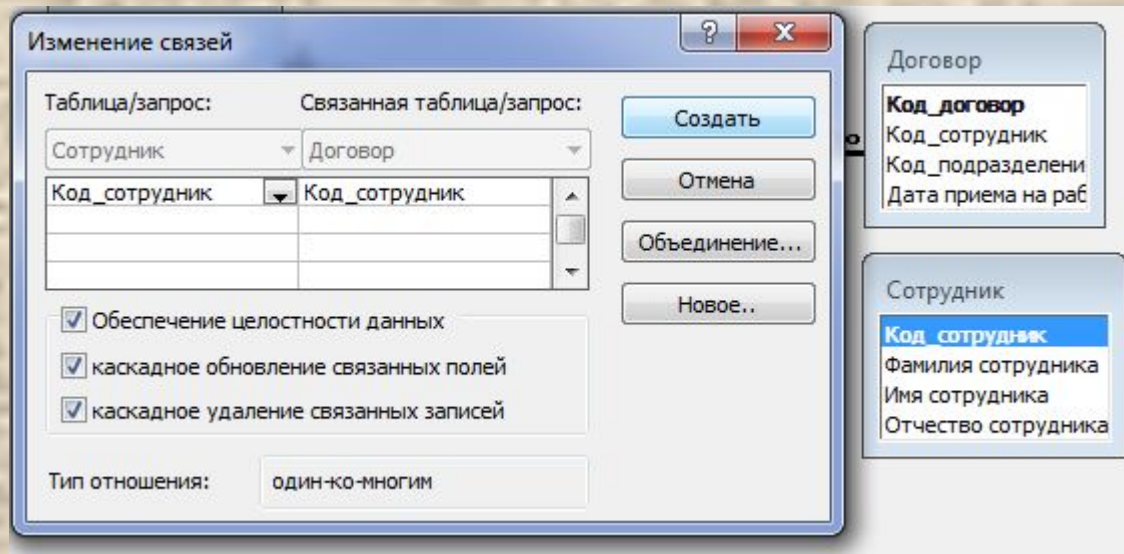 Изменение связей
?
X
Таблица/запрос:
Связанная таблица/запрос:
Сотрудник
Договор
Код_сотрудник
Код_сотрудник
Обеспечение целостности данных
каскадное обновление связанных полей
каскадное удаление связанных записей
Тип отношения:
один-ко-многим
Создать
Отмена
Объединение...
Новое..
Договор
Код_договор
Код_сотрудник
Код_подразделени
Дата приема на раб
Сотрудник
Код_сотрудник
Фамилия сотрудника
Имя сотрудника
Отчество сотрудника